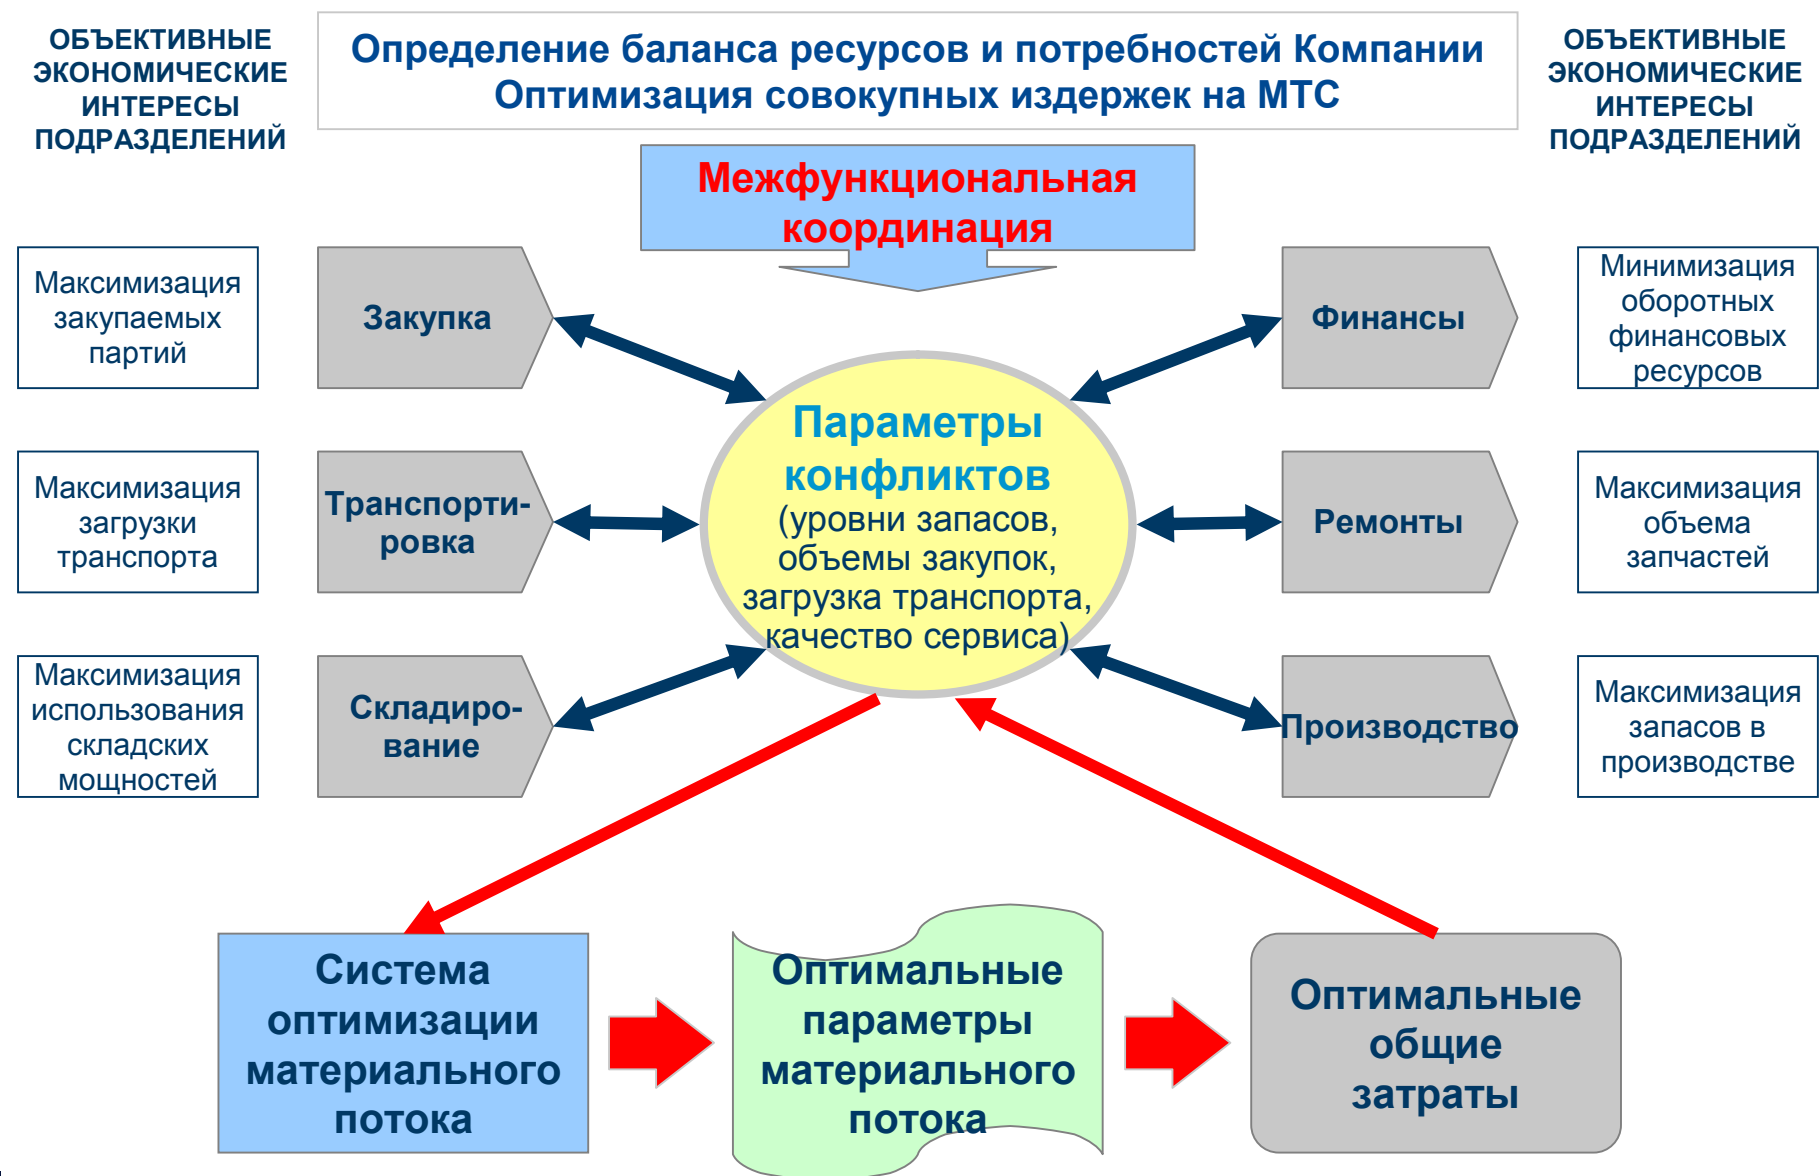 ОБЪЕКТИВНЫЕ
ЭКОНОМИЧЕСКИЕ
ИНТЕРЕСЫ
ПОДРАЗДЕЛЕНИЙ
Определение баланса ресурсов и потребностей Компании
Оптимизация совокупных издержек на МТС
ОБЪЕКТИВНЫЕ
ЭКОНОМИЧЕСКИЕ
ИНТЕРЕСЫ
ПОДРАЗДЕЛЕНИЙ
Межфункциональная
координация
Максимизация
закупаемых
партий
Закупка
Финансы
Минимизация
оборотных
финансовых
ресурсов
Параметры
конфликтов
(уровни запасов,
объемы закупок,
загрузка транспорта,
качество сервиса)
Максимизация
загрузки
транспорта
Транспорти-
ровка
Ремонты
Максимизация
объема
запчастей
Максимизация
использования
складских
мощностей
Складиро-
вание
Производство
Максимизация
запасов в
производстве
Система
оптимизации
материального
потока
Оптимальные
параметры
материального
потока
Оптимальные
общие
затраты